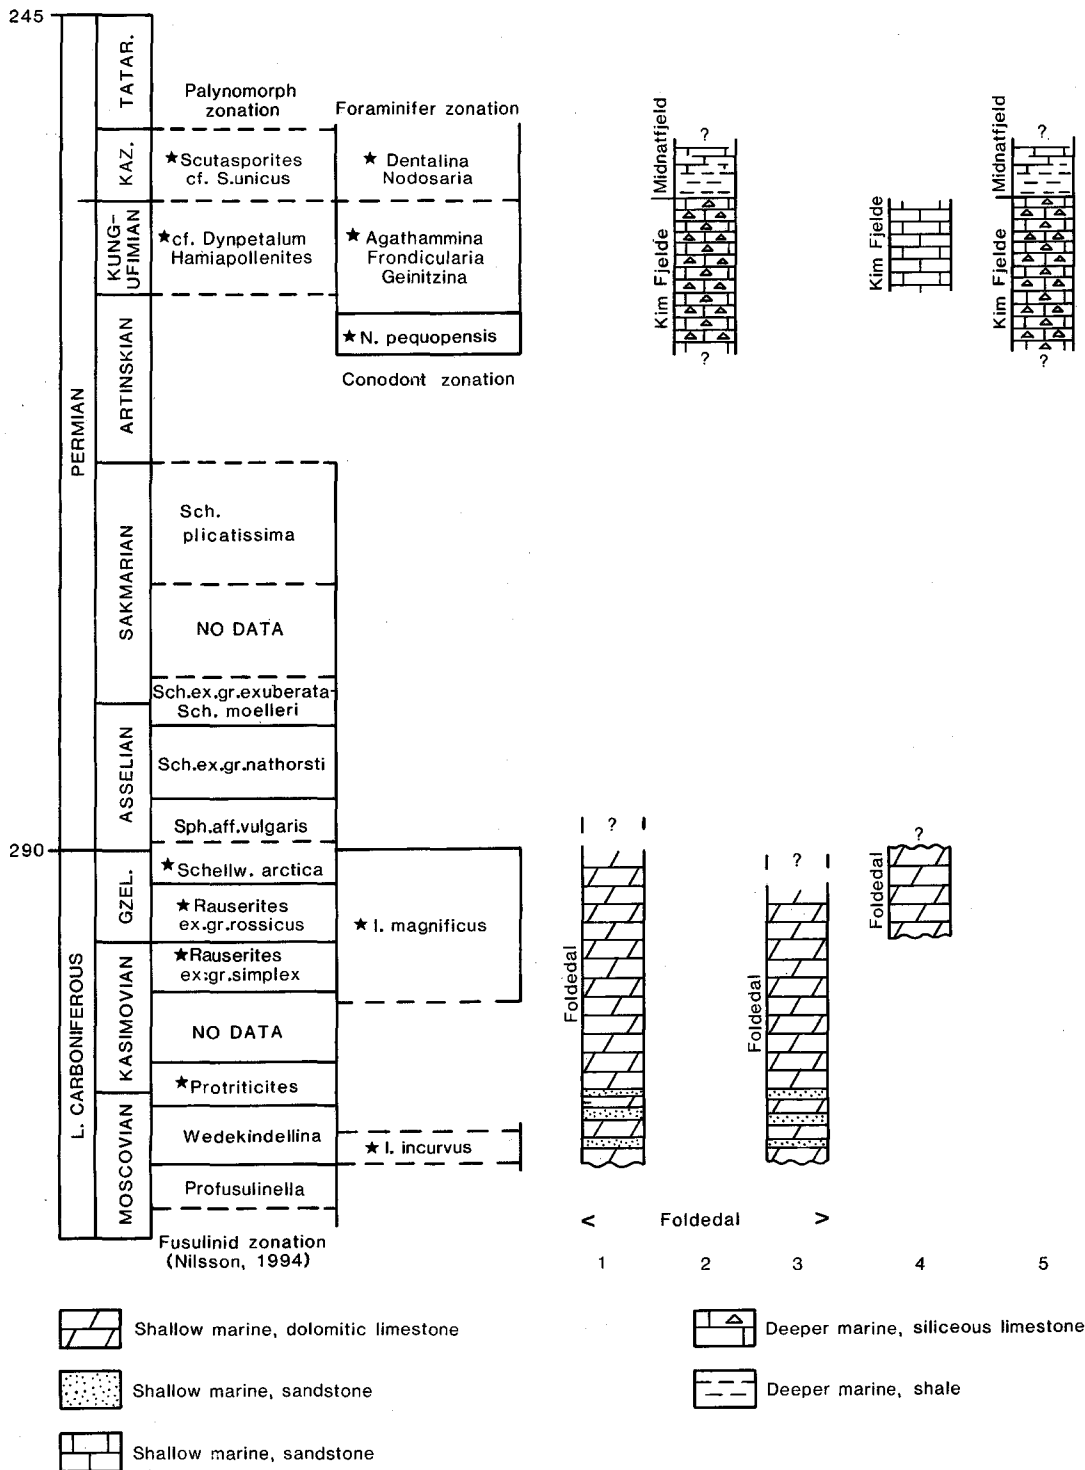 245
TATAR.
KAZ.
KUNG-
UFIMIAN
ARTINSKIAN
SAKMARIAN
ASSELIAN
PERMIAN
290
GZEL.
KASIMOVIAN
MOSCOVIAN
L. CARBONIFEROUS
Palynomorph
zonation
★Scutasporites
cf. S.unicus
★cf. Dynpetalum
Hamiapollenites
Foraminifer zonation
★ Dentalina
Nodosaria
★ Agathammina
Frondicularia
Geinitzina
★ N. pequopensis
Conodont zonation
Sch.
plicatissima
NO DATA
Sch.ex.gr.exuberata-
Sch. moelleri
Sch.ex.gr.nathorsti
Sph.aff.vulgaris
★Schellw. arctica
★ Rauserites
ex.gr.rossicus
★Rauserites
ex:gr.simplex
NO DATA
★Protriticites
Wedekindellina
Profusulinella
Fusulinid zonation
(Nilsson, 1994)
★ I. magnificus
★ I. incurvus
?
Foldedal
?
Midnatfjeld
Kim Fjelde
?
?
Foldedal
Kim Fjelde
?
Foldedal
?
Midnatfjeld
Kim Fjelde
?
< Foldedal >
1 2 3 4 5
Shallow marine, dolomitic limestone
Shallow marine, sandstone
Shallow marine, sandstone
Deeper marine, siliceous limestone
Deeper marine, shale